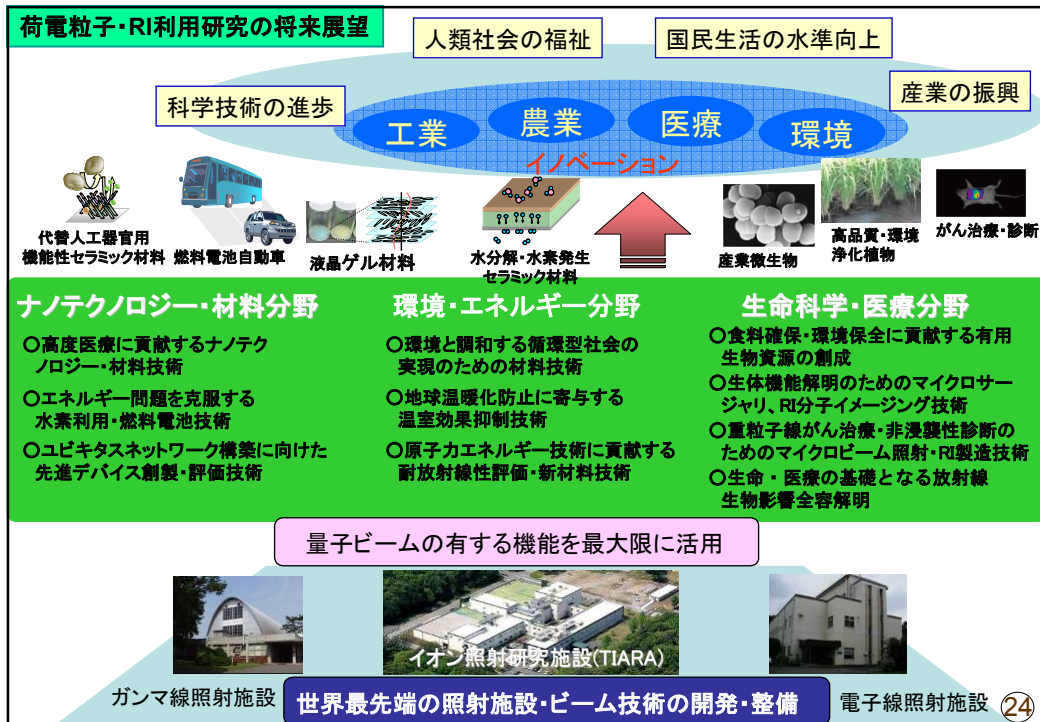 荷電粒子・RI利用研究の将来展望
人類社会の福祉
国民生活の水準向上
科学技術の進歩
産業の振興
工業
農業
医療
環境
イノベーション
代替人工器官用
機能性セラミック材料
燃料電池自動車
液晶ゲル材料
水分解・水素発生
セラミック材料
産業微生物
高品質・環境
浄化植物
がん治療・診断
ナノテクノロジー・材料分野
○高度医療に貢献するナノテク
ノロジー・材料技術
○エネルギー問題を克服する
水素利用・燃料電池技術
○ユビキタスネットワーク構築に向けた
先進デバイス創製・評価技術
環境・エネルギー分野
○環境と調和する循環型社会の
実現のための材料技術
○地球温暖化防止に寄与する
温室効果抑制技術
○原子力エネルギー技術に貢献する
耐放射線性評価・新材料技術
生命科学・医療分野
○食料確保・環境保全に貢献する有用
生物資源の創成
○生体機能解明のためのマイクロサー
ジャリ、RI分子イメージング技術
○重粒子線がん治療・非浸襲性診断の
ためのマイクロビーム照射・RI製造技術
○生命・医療の基礎となる放射線
生物影響全容解明
量子ビームの有する機能を最大限に活用
イオン照射研究施設(TIARA)
ガンマ線照射施設
世界最先端の照射施設・ビーム技術の開発・整備
電子線照射施設
24